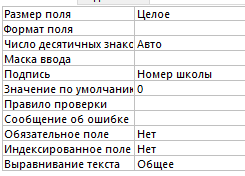 Размер поля Целое
Формат поля
Число десятичных знако Авто
Маска ввода
Подпись Номер школы
Значение по умолчани 0
Правило проверки
Сообщение об ошибке
Обязательное поле Нет
Индексированное поле Нет
Выравнивание текста Общее